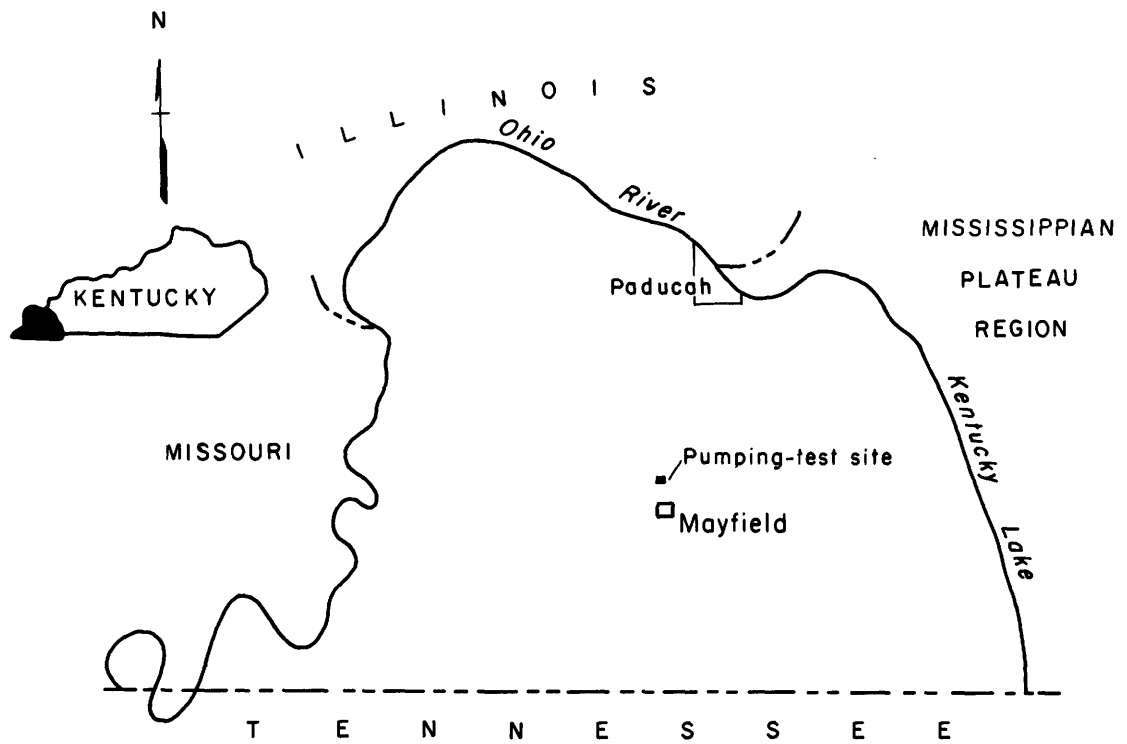 N
ILLINOIS
Ohio
River
MISSISSIPPIAN
PLATEAU
REGION
KENTUCKY
Paducah
Kentucky
Lake
MISSOURI
Pumping-test site
Mayfield
TENNESSEE